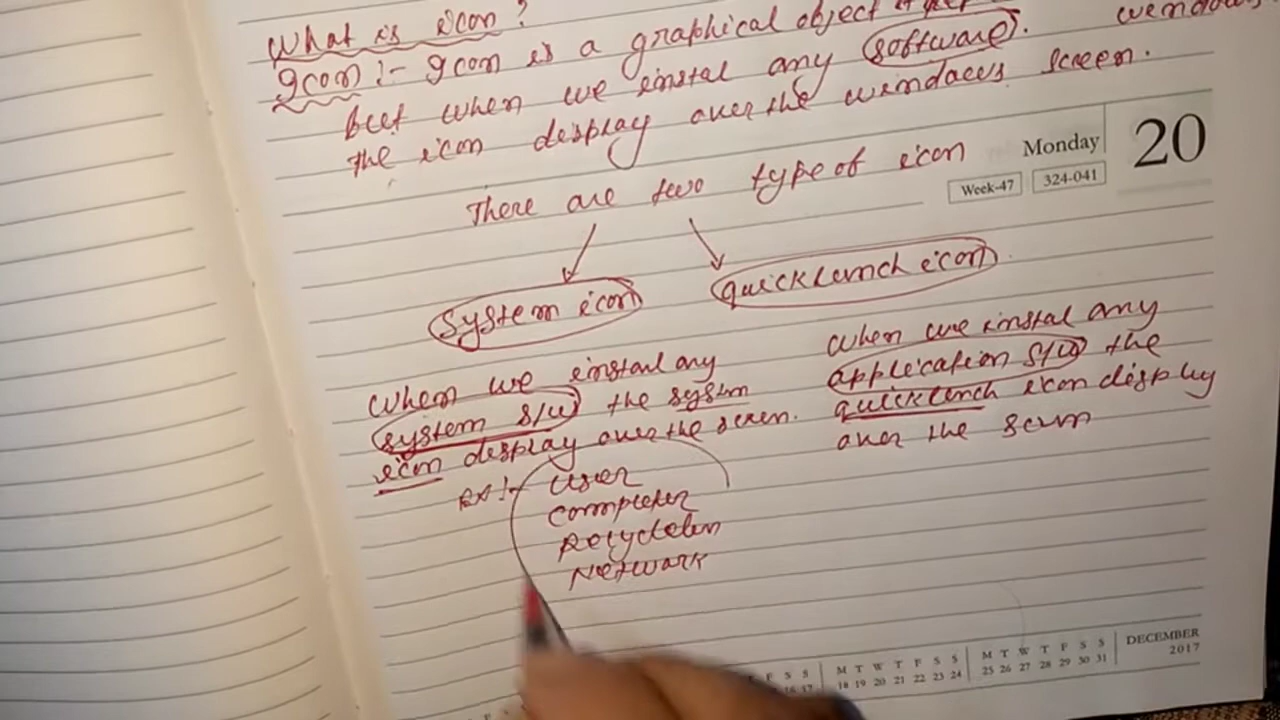 What is icon?
Icon :- Icon is a graphical object
But when we instal any software.
the icon display over the windows screen.
Monday 20
Week-47 324-041
There are two type of icon
System icon
quicklunch icon
when we instal any
system s/w the system
icon display over the screen.
ex :- User
Computer
Recyclebin
Network
when we instal any
application s/w the
quicklunch icon display
over the scrn
M T W T F S S M T W T F S S
18 19 20 21 22 23 24 25 26 27 28 29 30 31
DECEMBER
2017